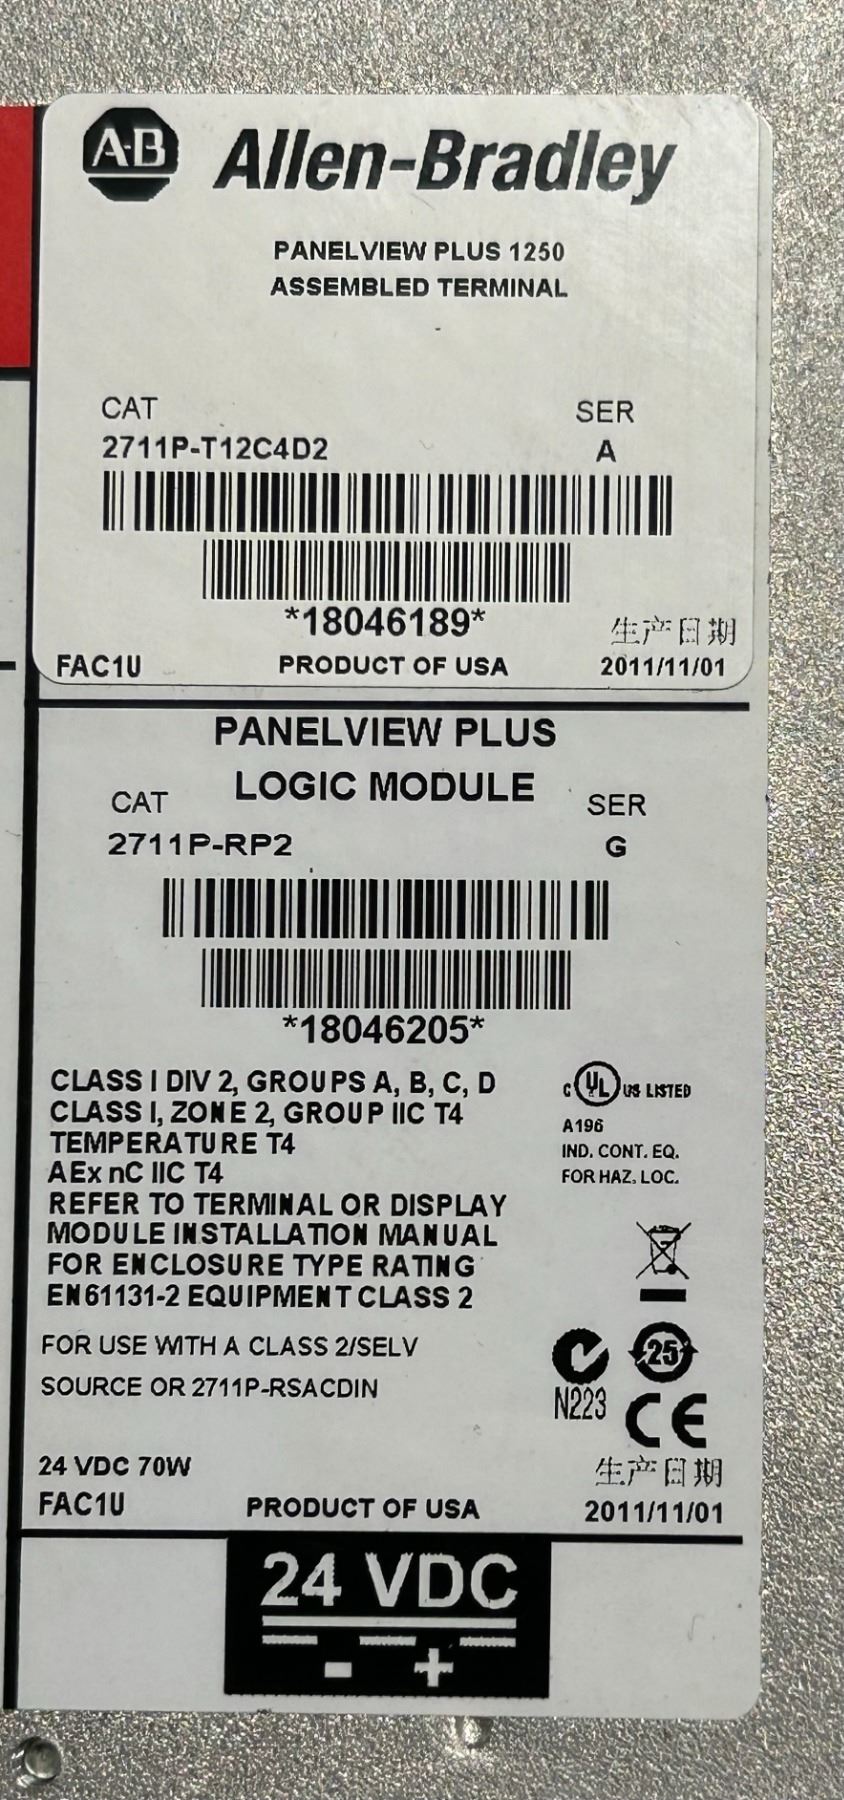 A-B Allen-Bradley
PANELVIEW PLUS 1250
ASSEMBLED TERMINAL
CAT SER
2711P-T12C4D2 A
*18046189*
生产日期
FAC1U PRODUCT OF USA 2011/11/01
PANELVIEW PLUS
LOGIC MODULE
CAT SER
2711P-RP2 G
*18046205*
CLASS I DIV 2, GROUPS A, B, C, D
CLASS I, ZONE 2, GROUP IIC T4
TEMPERATURE T4
AEx nC IIC T4
REFER TO TERMINAL OR DISPLAY
MODULE INSTALLATION MANUAL
FOR ENCLOSURE TYPE RATING
EN61131-2 EQUIPMENT CLASS 2
C UL US LISTED
A196
IND. CONT. EQ.
FOR HAZ. LOC.
FOR USE WITH A CLASS 2/SELV
SOURCE OR 2711P-RSACDIN
25
N223 CE
24 VDC 70W
生产日期
FAC1U PRODUCT OF USA 2011/11/01
24 VDC
- +